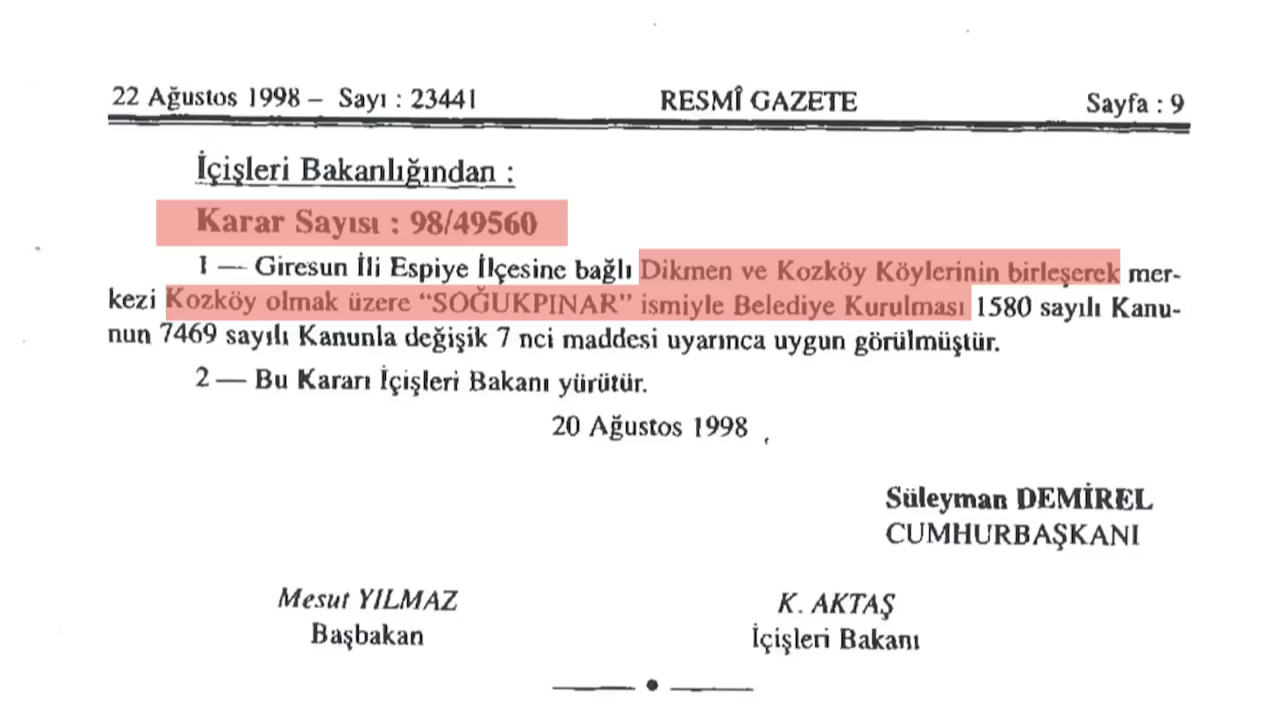 22 Ağustos 1998 – Sayı : 23441 RESMÎ GAZETE Sayfa : 9
İçişleri Bakanlığından :
Karar Sayısı : 98/49560
1 — Giresun İli Espiye İlçesine bağlı Dikmen ve Kozköy Köylerinin birleşerek mer-
kezi Kozköy olmak üzere “SOĞUKPINAR” ismiyle Belediye Kurulması 1580 sayılı Kanu-
nun 7469 sayılı Kanunla değişik 7 nci maddesi uyarınca uygun görülmüştür.
2 — Bu Kararı İçişleri Bakanı yürütür.
20 Ağustos 1998
Süleyman DEMİREL
CUMHURBAŞKANI
Mesut YILMAZ K. AKTAŞ
Başbakan İçişleri Bakanı